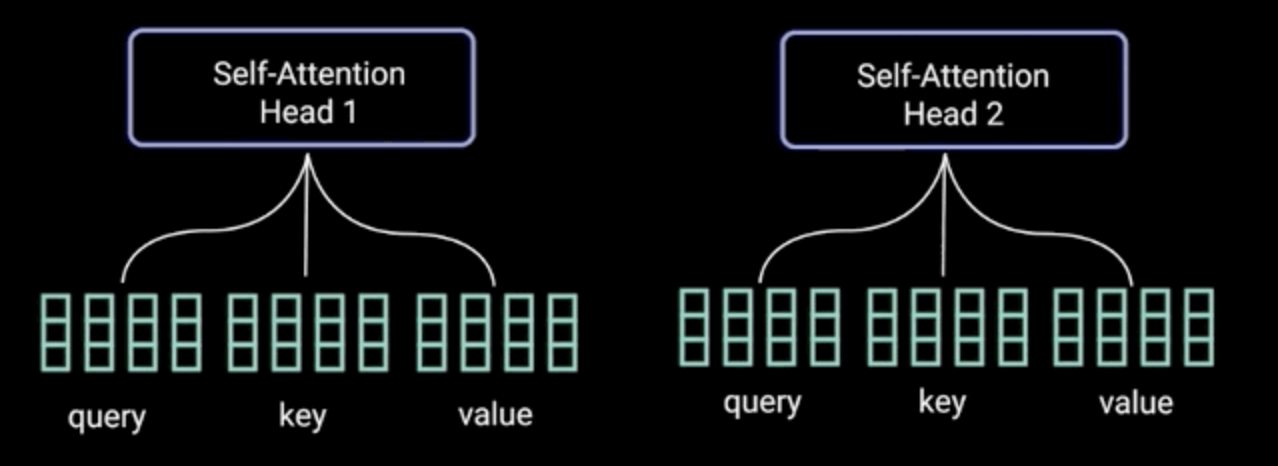 Self-Attention
Head 1
Self-Attention
Head 2
query
key
value
query
key
value